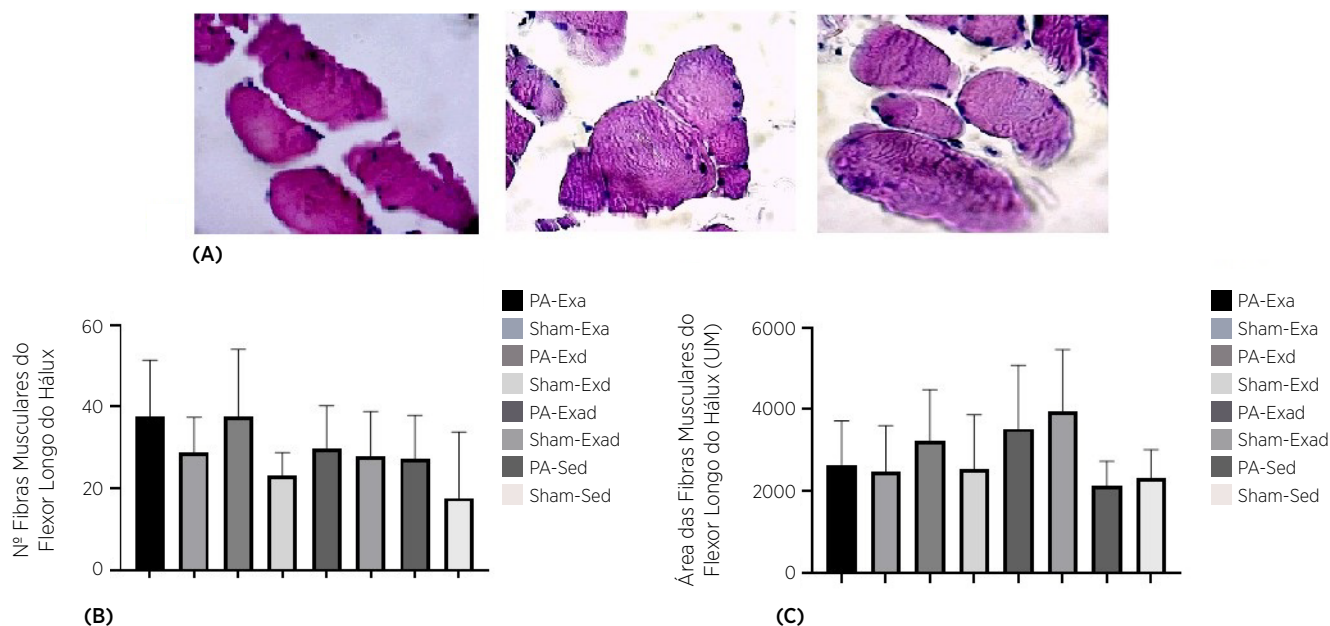 (A)
Nº Fibras Musculares do
Flexor Longo do Hálux
60
40
20
0
PA-Exa
Sham-Exa
PA-Exd
Sham-Exd
PA-Exad
Sham-Exad
PA-Sed
Sham-Sed
(B)
Área das Fibras Musculares do
Flexor Longo do Hálux (UM)
6000
4000
2000
0
PA-Exa
Sham-Exa
PA-Exd
Sham-Exd
PA-Exad
Sham-Exad
PA-Sed
Sham-Sed
(C)